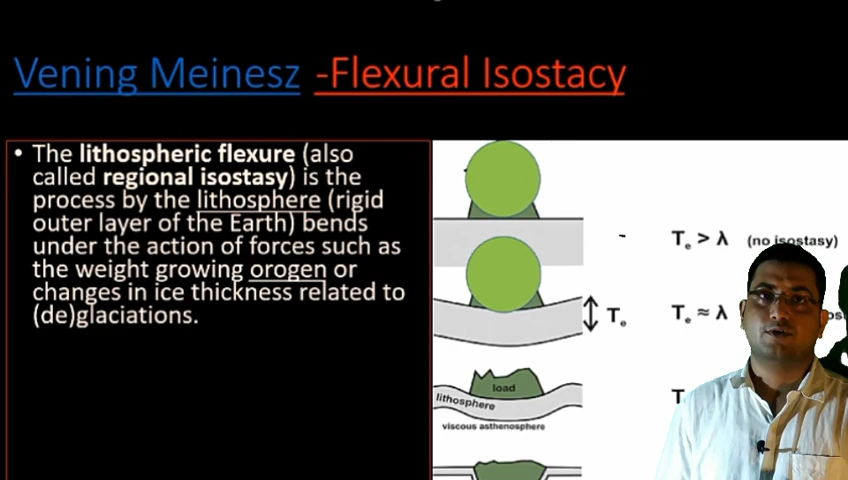 Vening Meinesz -Flexural Isostacy
• The lithospheric flexure (also
called regional isostasy) is the
process by the lithosphere (rigid
outer layer of the Earth) bends
under the action of forces such as
the weight growing orogen or
changes in ice thickness related to
(de)glaciations.
Te > λ (no isostasy)
Te
Te ≈ λ
load
lithosphere
viscous asthenosphere